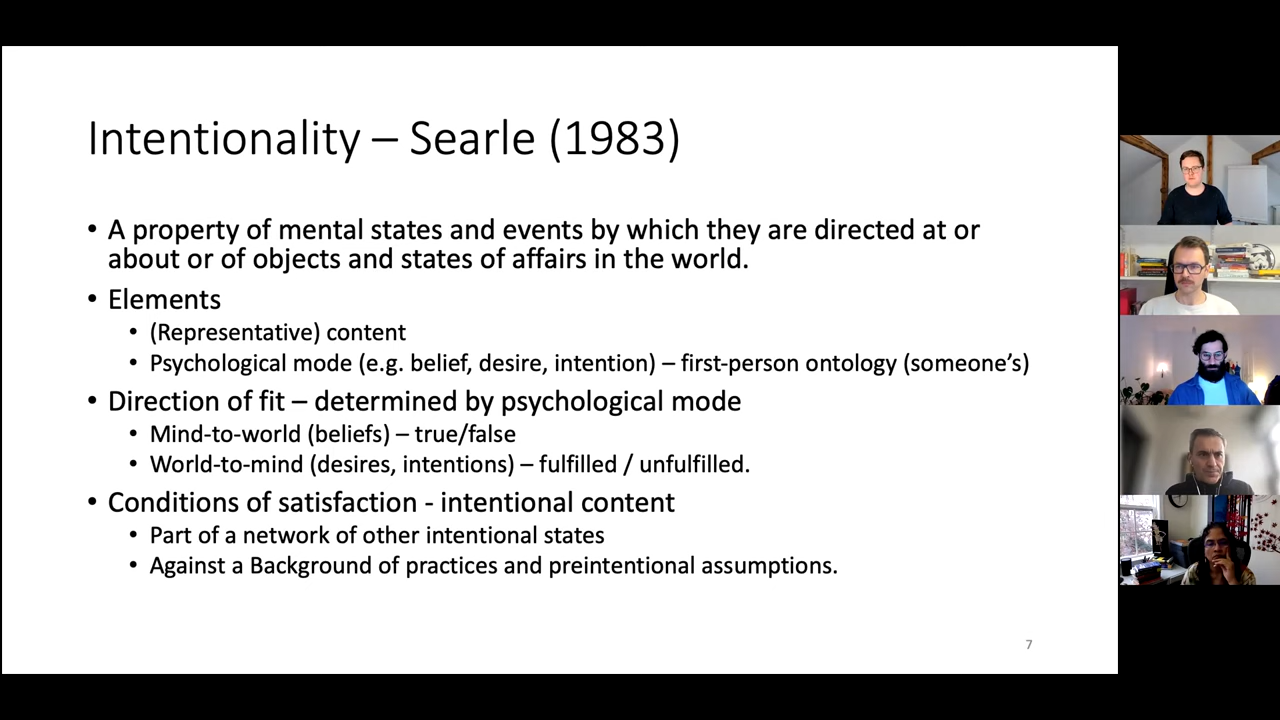 Intentionality – Searle (1983)
• A property of mental states and events by which they are directed at or
about or of objects and states of affairs in the world.
• Elements
• (Representative) content
• Psychological mode (e.g. belief, desire, intention) – first-person ontology (someone's)
• Direction of fit – determined by psychological mode
• Mind-to-world (beliefs) – true/false
• World-to-mind (desires, intentions) – fulfilled / unfulfilled.
• Conditions of satisfaction - intentional content
• Part of a network of other intentional states
• Against a Background of practices and preintentional assumptions.
7